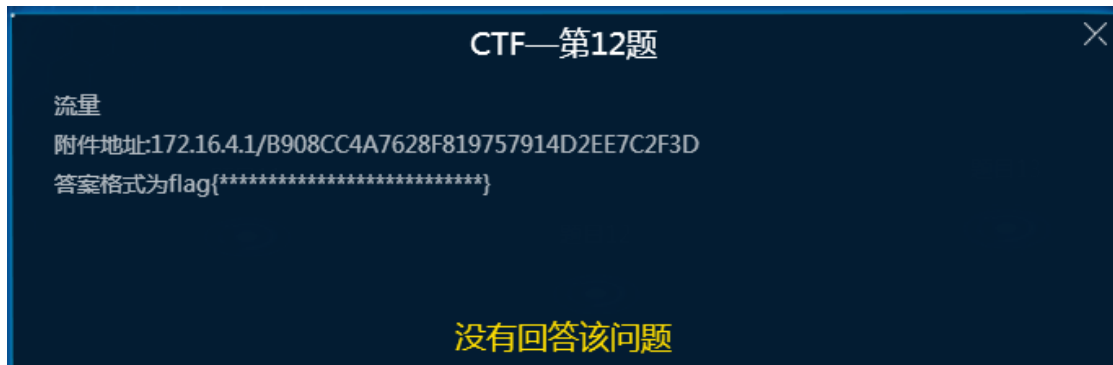 CTF—第12题
流量
附件地址:172.16.4.1/B908CC4A7628F819757914D2EE7C2F3D
答案格式为flag{***************************}
没有回答该问题